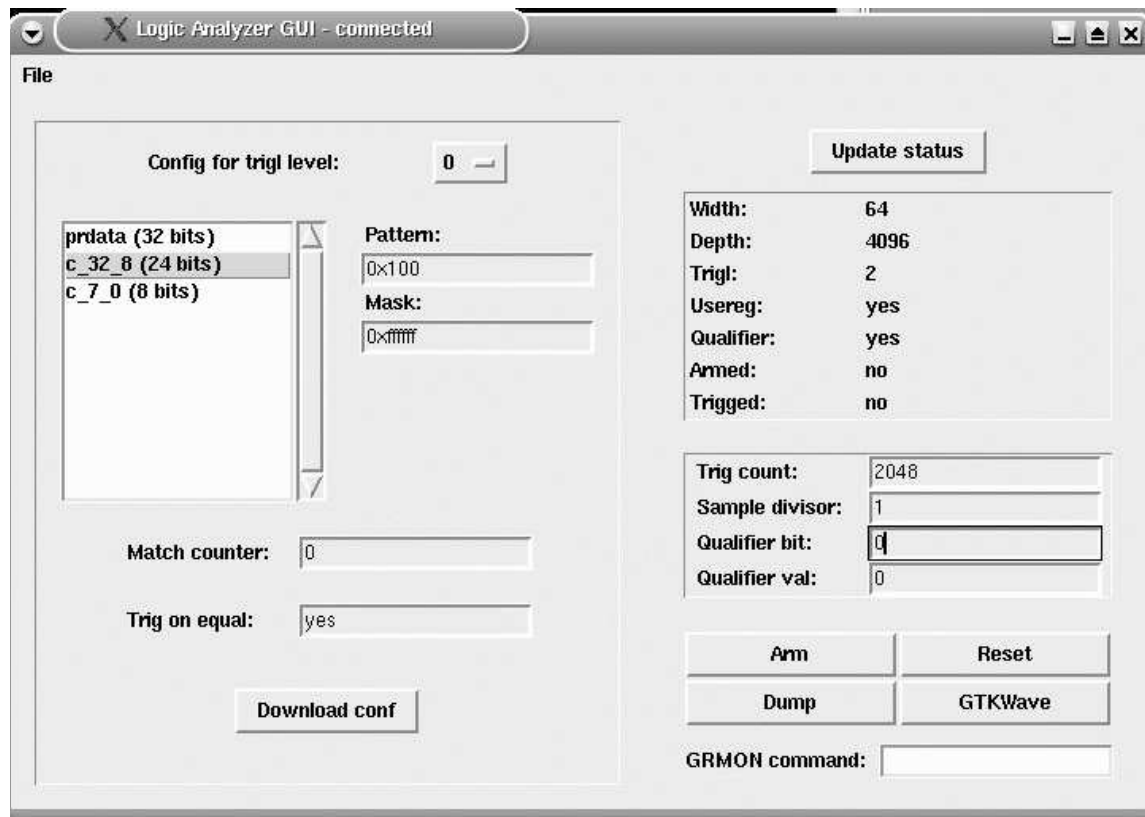 Logic Analyzer GUI - connected
File
Config for trigl level: 0
prdata (32 bits)
c_32_8 (24 bits)
c_7_0 (8 bits)
Pattern:
0x100
Mask:
0xffffff
Match counter: 0
Trig on equal: yes
Download conf
Update status
Width: 64
Depth: 4096
Trigl: 2
Usereg: yes
Qualifier: yes
Armed: no
Trigged: no
Trig count: 2048
Sample divisor: 1
Qualifier bit: 0
Qualifier val: 0
Arm Reset
Dump GTKWave
GRMON command: